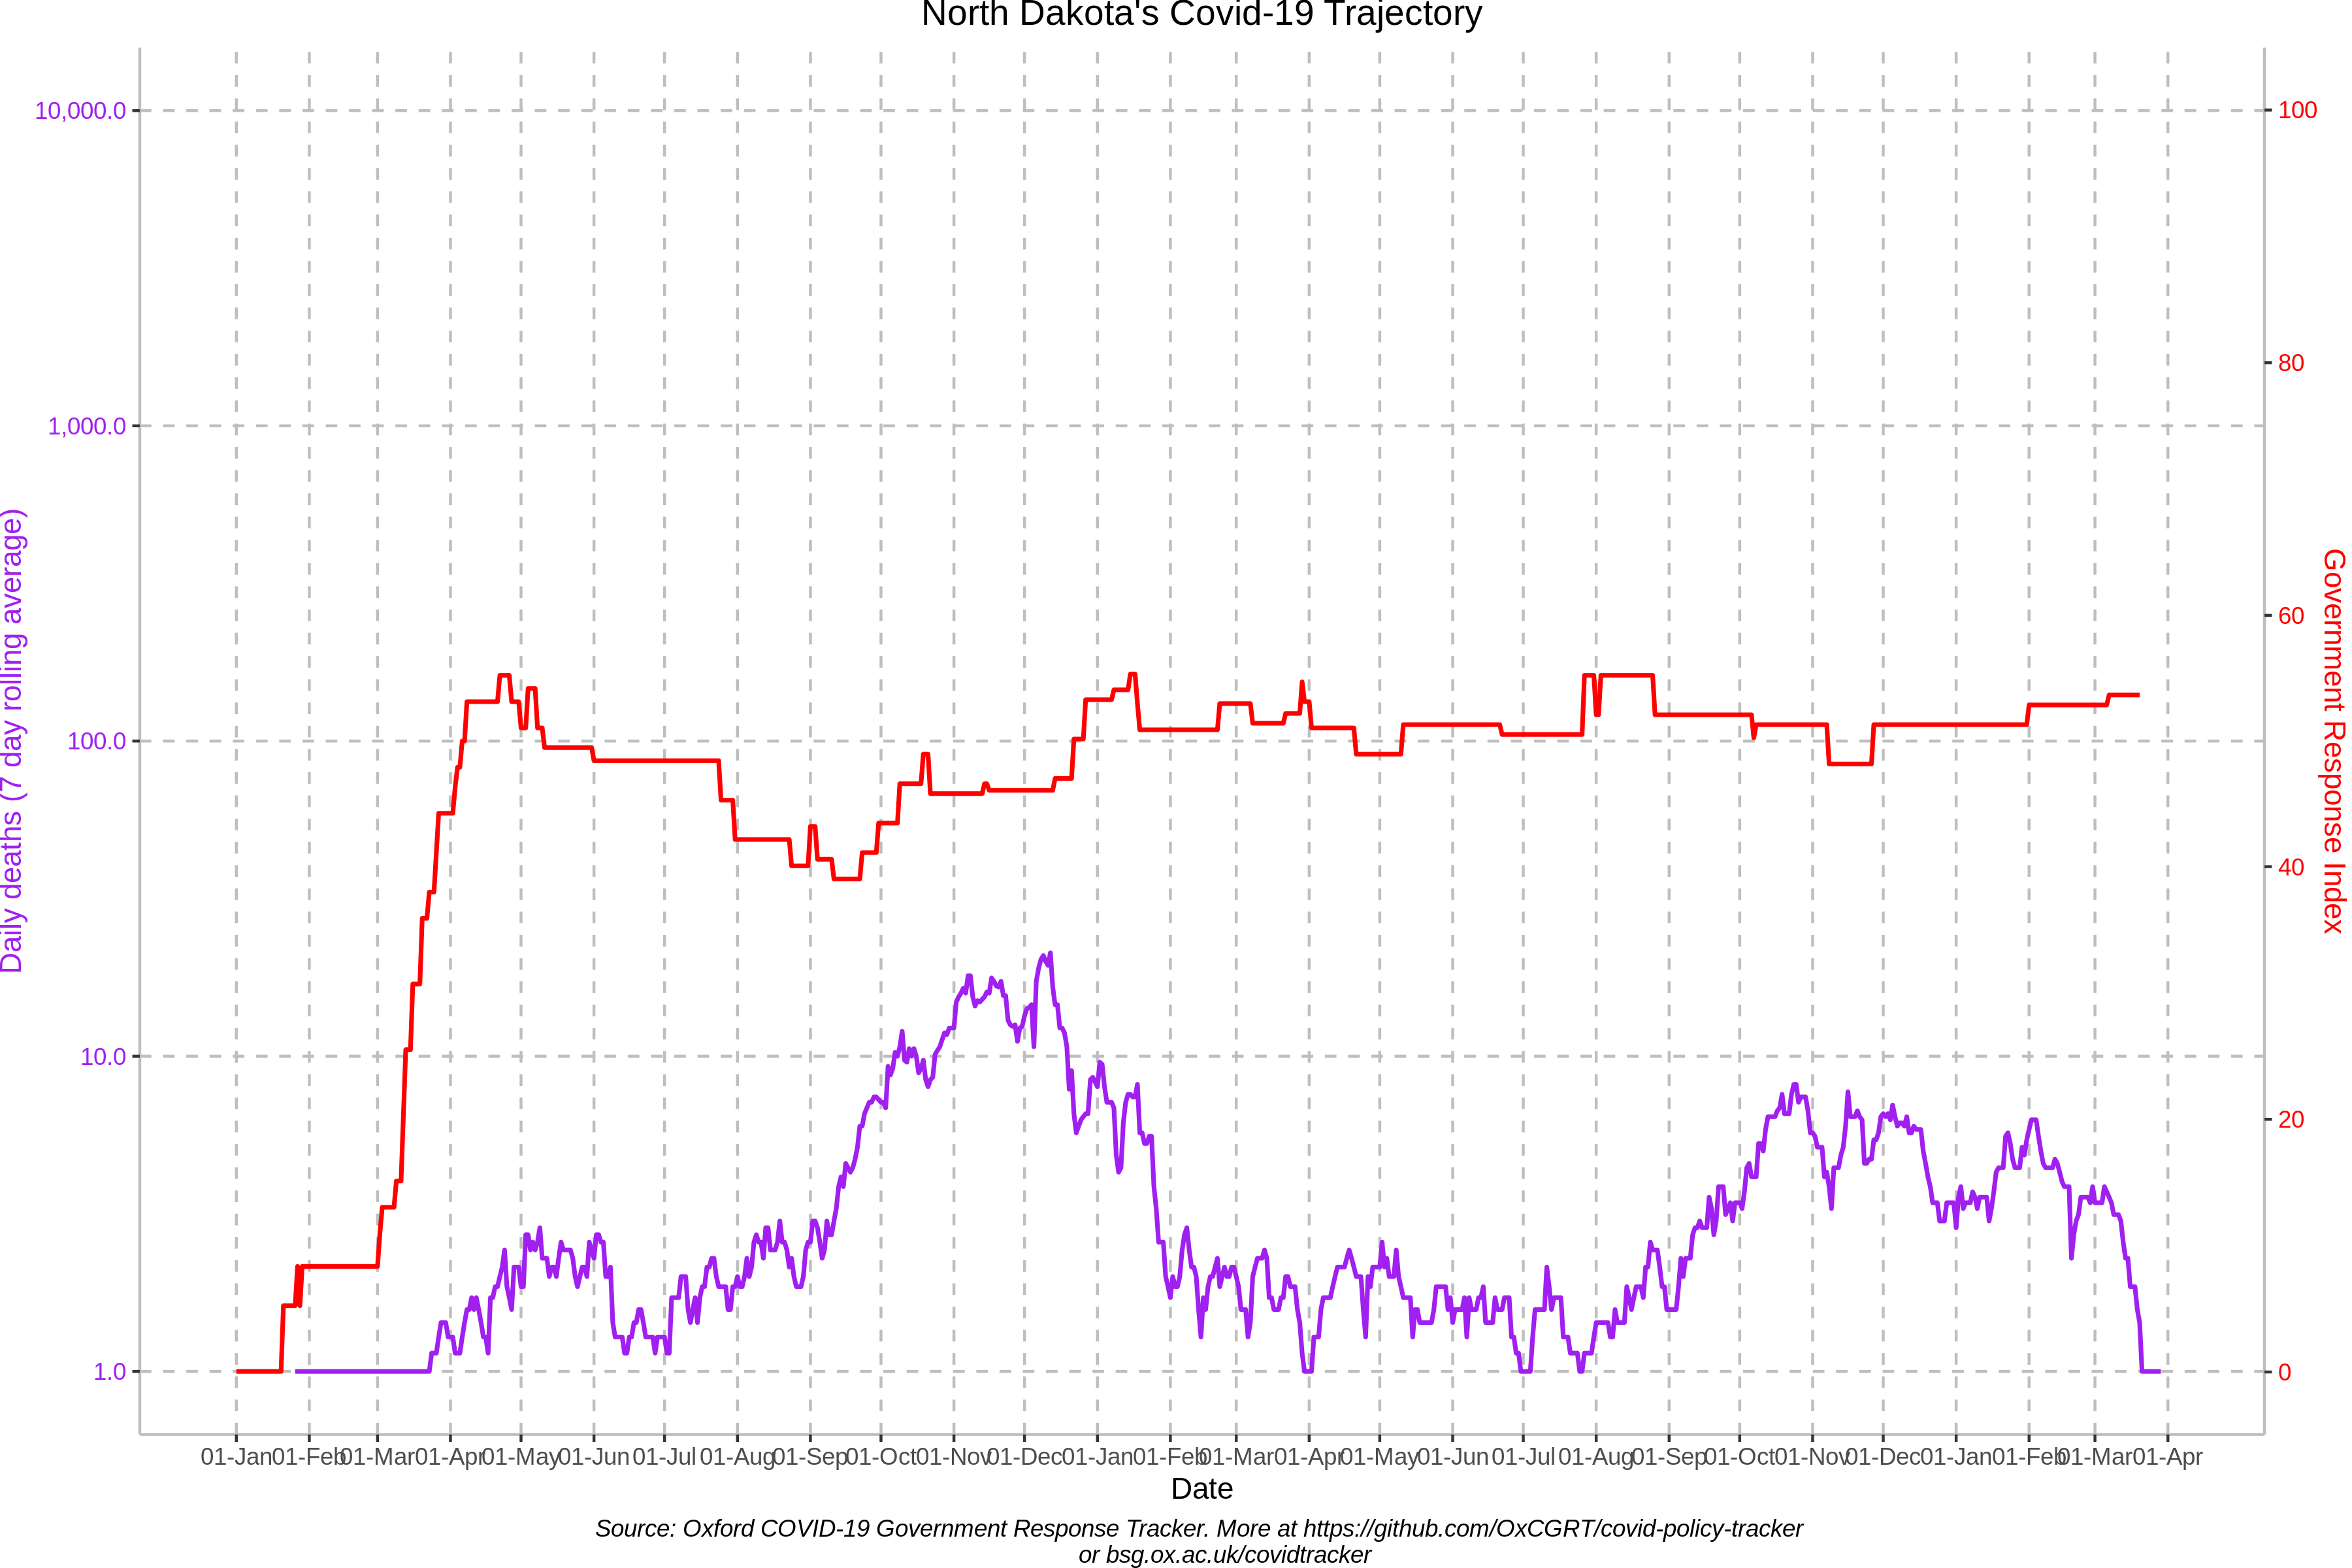 North Dakota's Covid-19 Trajectory
10,000.0
1,000.0
100.0
10.0
1.0
Daily deaths (7 day rolling average)
100
80
60
40
20
0
Government Response Index
01-Jan 01-Feb 01-Mar 01-Apr 01-May 01-Jun 01-Jul 01-Aug 01-Sep 01-Oct 01-Nov 01-Dec 01-Jan 01-Feb 01-Mar 01-Apr 01-May 01-Jun 01-Jul 01-Aug 01-Sep 01-Oct 01-Nov 01-Dec 01-Jan 01-Feb 01-Mar 01-Apr
Date
Source: Oxford COVID-19 Government Response Tracker. More at https://github.com/OxCGRT/covid-policy-tracker
or bsg.ox.ac.uk/covidtracker